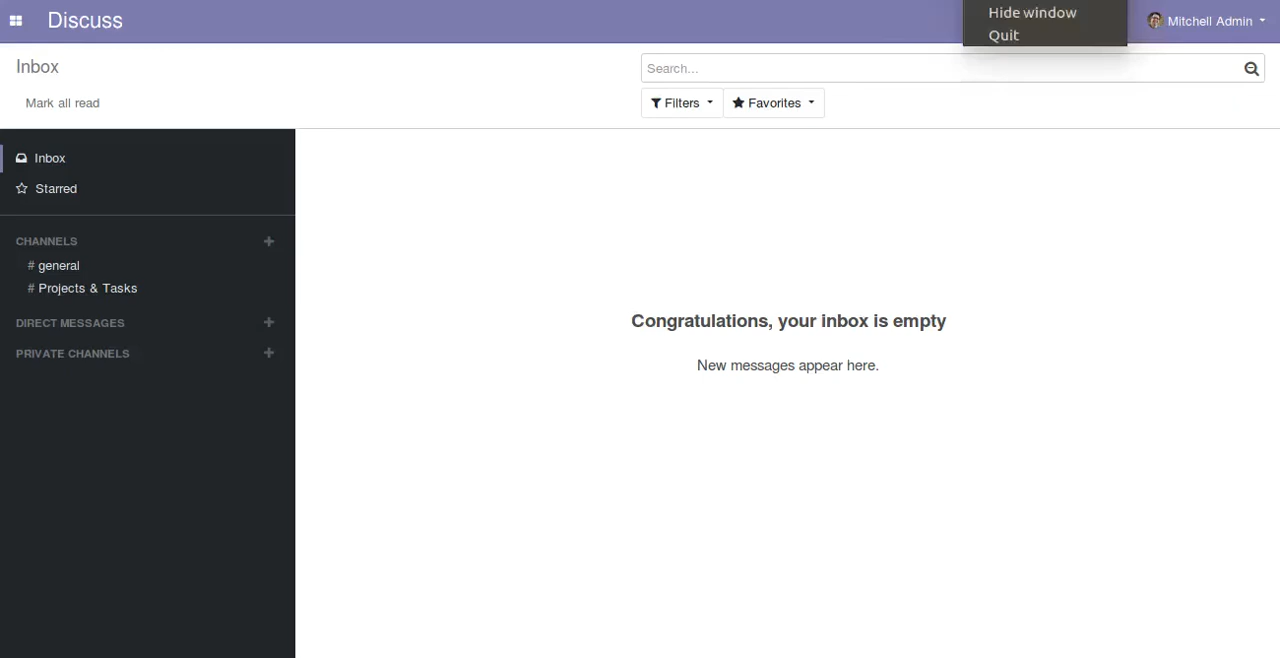 Discuss
Hide window
Quit
Mitchell Admin
Inbox
Search...
Mark all read
Filters
Favorites
Inbox
Starred
CHANNELS
# general
# Projects & Tasks
DIRECT MESSAGES
PRIVATE CHANNELS
Congratulations, your inbox is empty
New messages appear here.